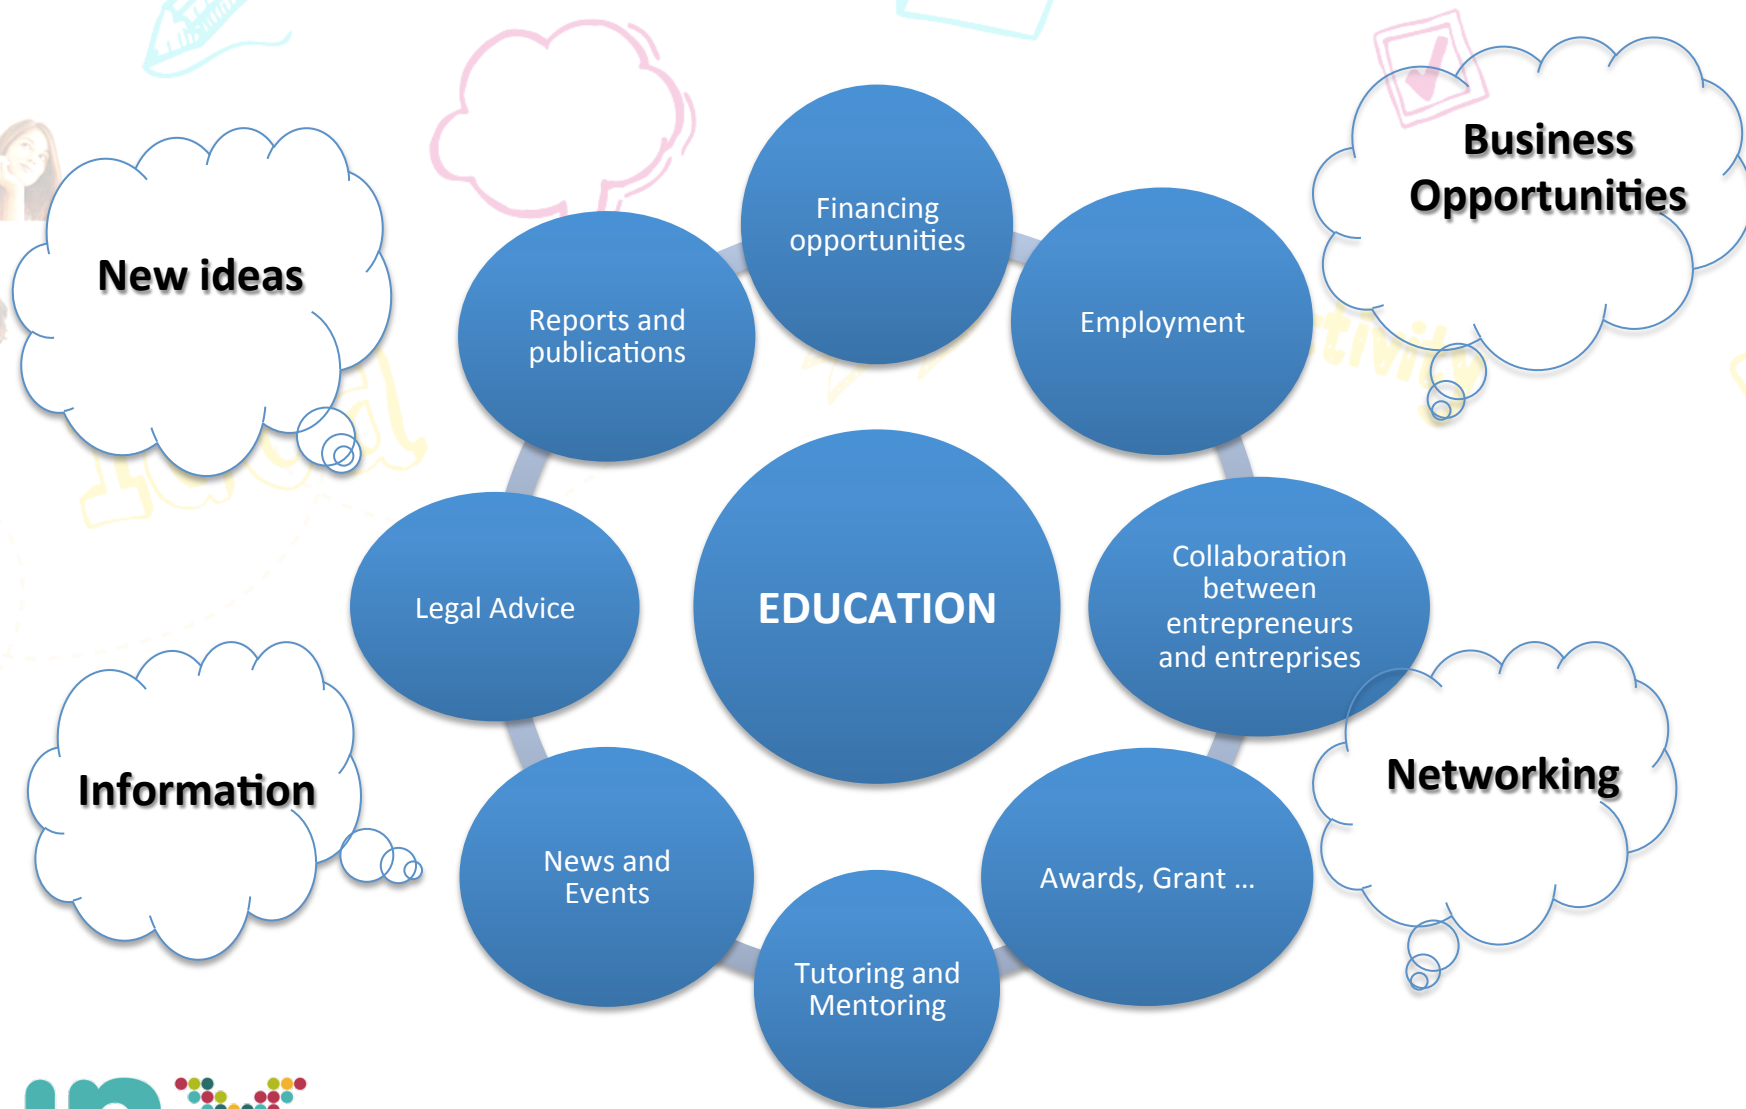 Business
Opportunities
New ideas
Financing
opportunities
Employment
Reports and
publications
Collaboration
between
entrepreneurs
and entreprises
EDUCATION
Legal Advice
Information
Networking
News and
Events
Awards, Grant ...
Tutoring and
Mentoring